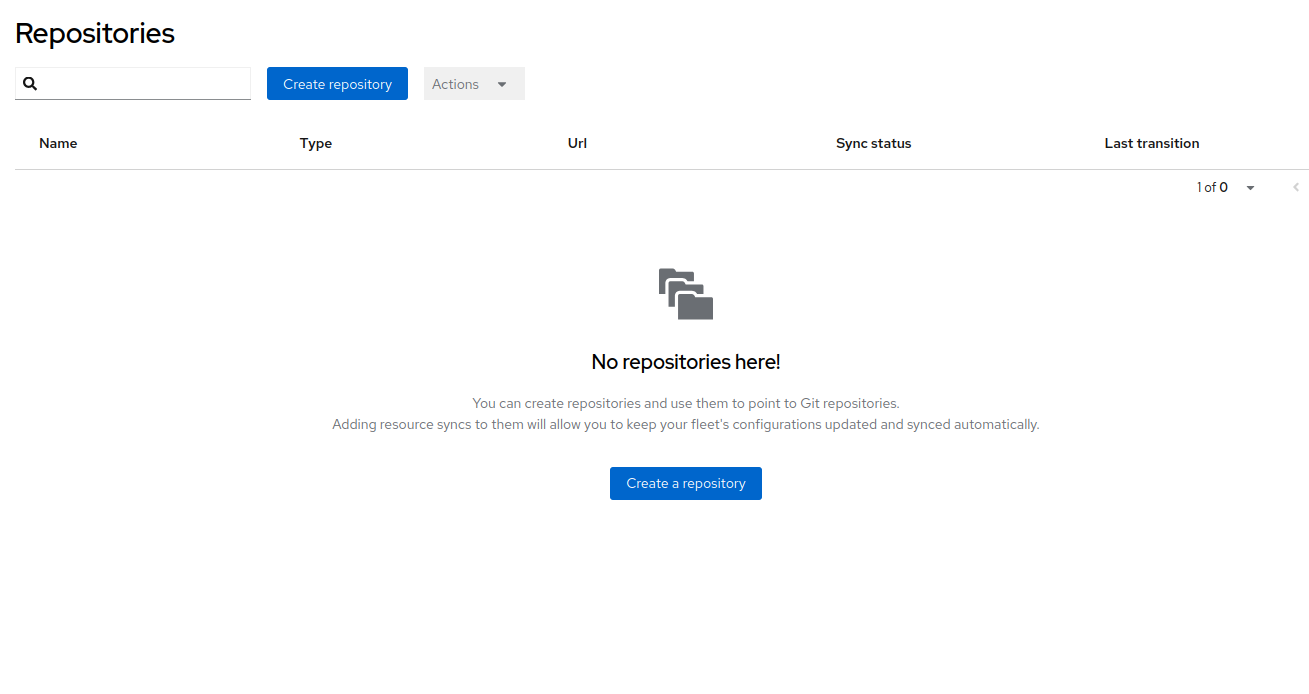 Repositories
Create repository
Actions
Name Type Url Sync status Last transition
1 of 0
No repositories here!
You can create repositories and use them to point to Git repositories.
Adding resource syncs to them will allow you to keep your fleet's configurations updated and synced automatically.
Create a repository